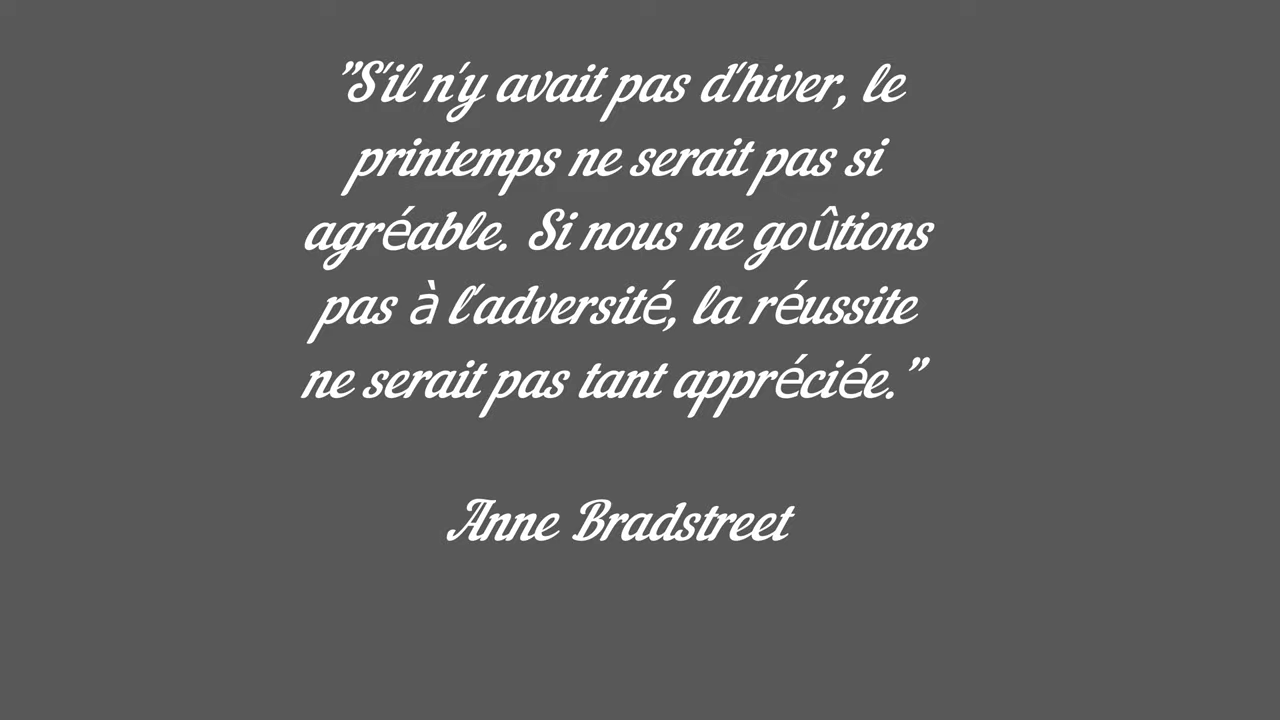 "S'il n'y avait pas d'hiver, le
printemps ne serait pas si
agréable. Si nous ne goûtions
pas à l'adversité, la réussite
ne serait pas tant appréciée."
Anne Bradstreet